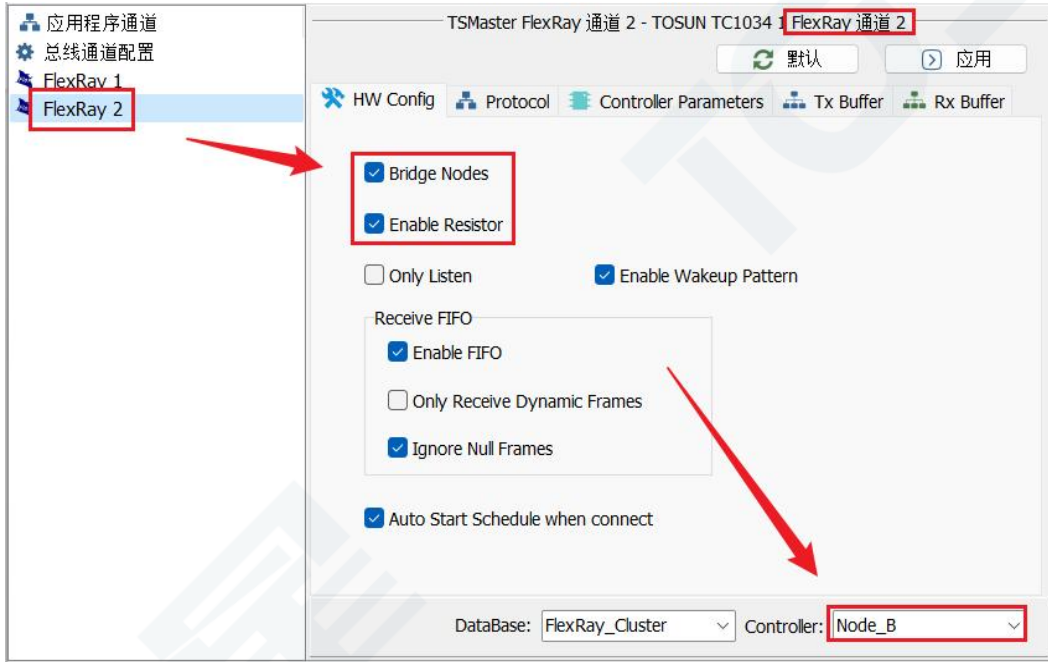 应用程序通道
总线通道配置
FlexRay 1
FlexRay 2
TSMaster FlexRay 通道 2 - TOSUN TC1034 1 FlexRay 通道 2
默认
应用
HW Config Protocol Controller Parameters Tx Buffer Rx Buffer
Bridge Nodes
Enable Resistor
Only Listen Enable Wakeup Pattern
Receive FIFO
Enable FIFO
Only Receive Dynamic Frames
Ignore Null Frames
Auto Start Schedule when connect
DataBase: FlexRay_Cluster Controller: Node_B